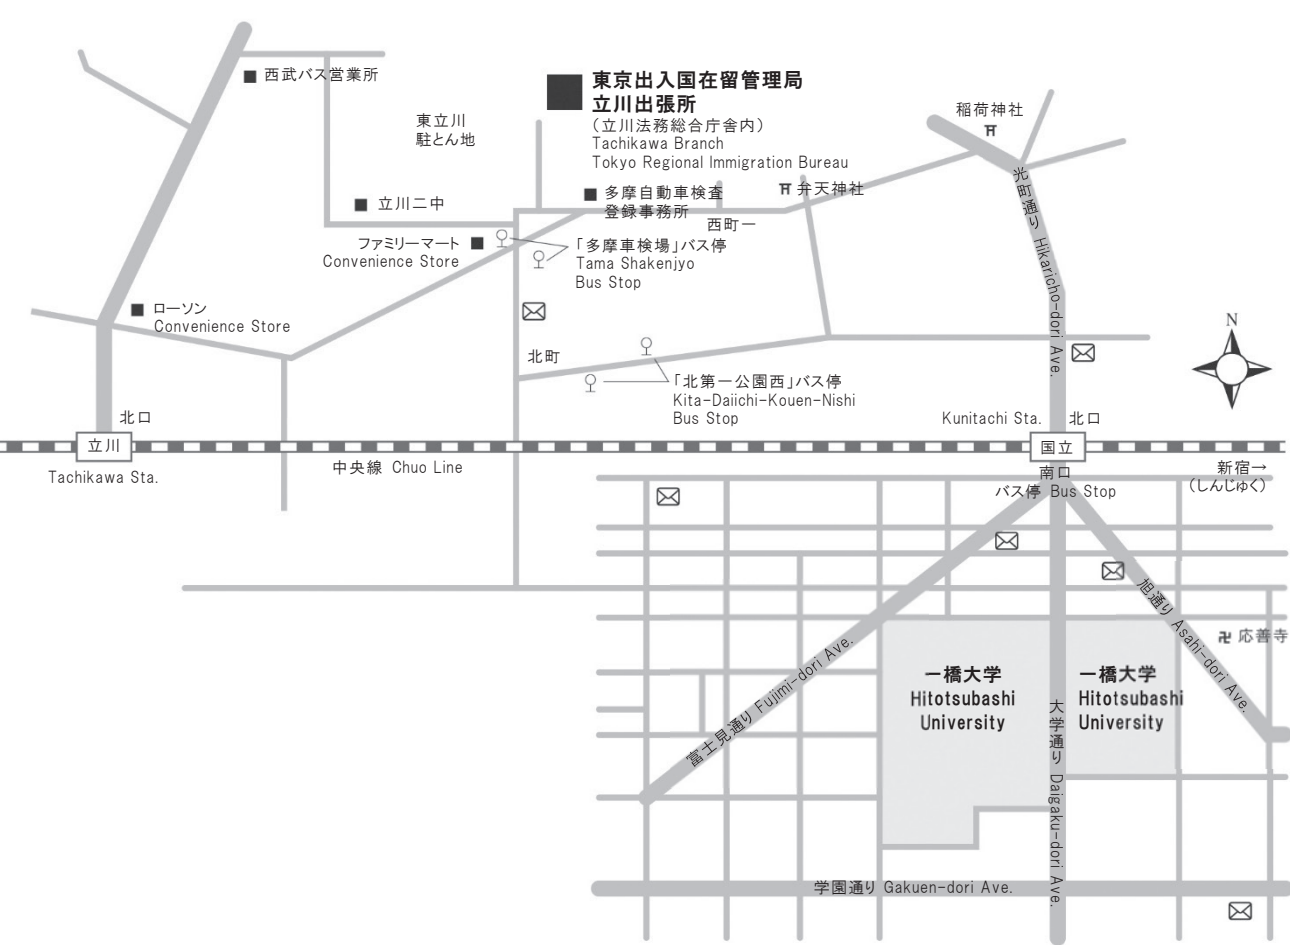 西武バス営業所
東京出入国在留管理局
立川出張所
（立川法務総合庁舎内）
Tachikawa Branch
Tokyo Regional Immigration Bureau
東立川
駐とん地
稲荷神社
立川二中
多摩自動車検査
登録事務所
弁天神社
西町一
光町通り Hikaricho-dori Ave.
ファミリーマート
Convenience Store
「多摩車検場」バス停
Tama Shakenjyo
Bus Stop
ローソン
Convenience Store
北町
「北第一公園西」バス停
Kita-Daiichi-Kouen-Nishi
Bus Stop
N
北口
立川
Tachikawa Sta.
中央線 Chuo Line
Kunitachi Sta.
北口
国立
南口
バス停 Bus Stop
新宿→
（しんじゅく）
旭通り Asahi-dori Ave.
卍 応善寺
富士見通り Fujimi-dori Ave.
一橋大学
Hitotsubashi
University
一橋大学
Hitotsubashi
University
大学通り Daigaku-dori Ave.
学園通り Gakuen-dori Ave.